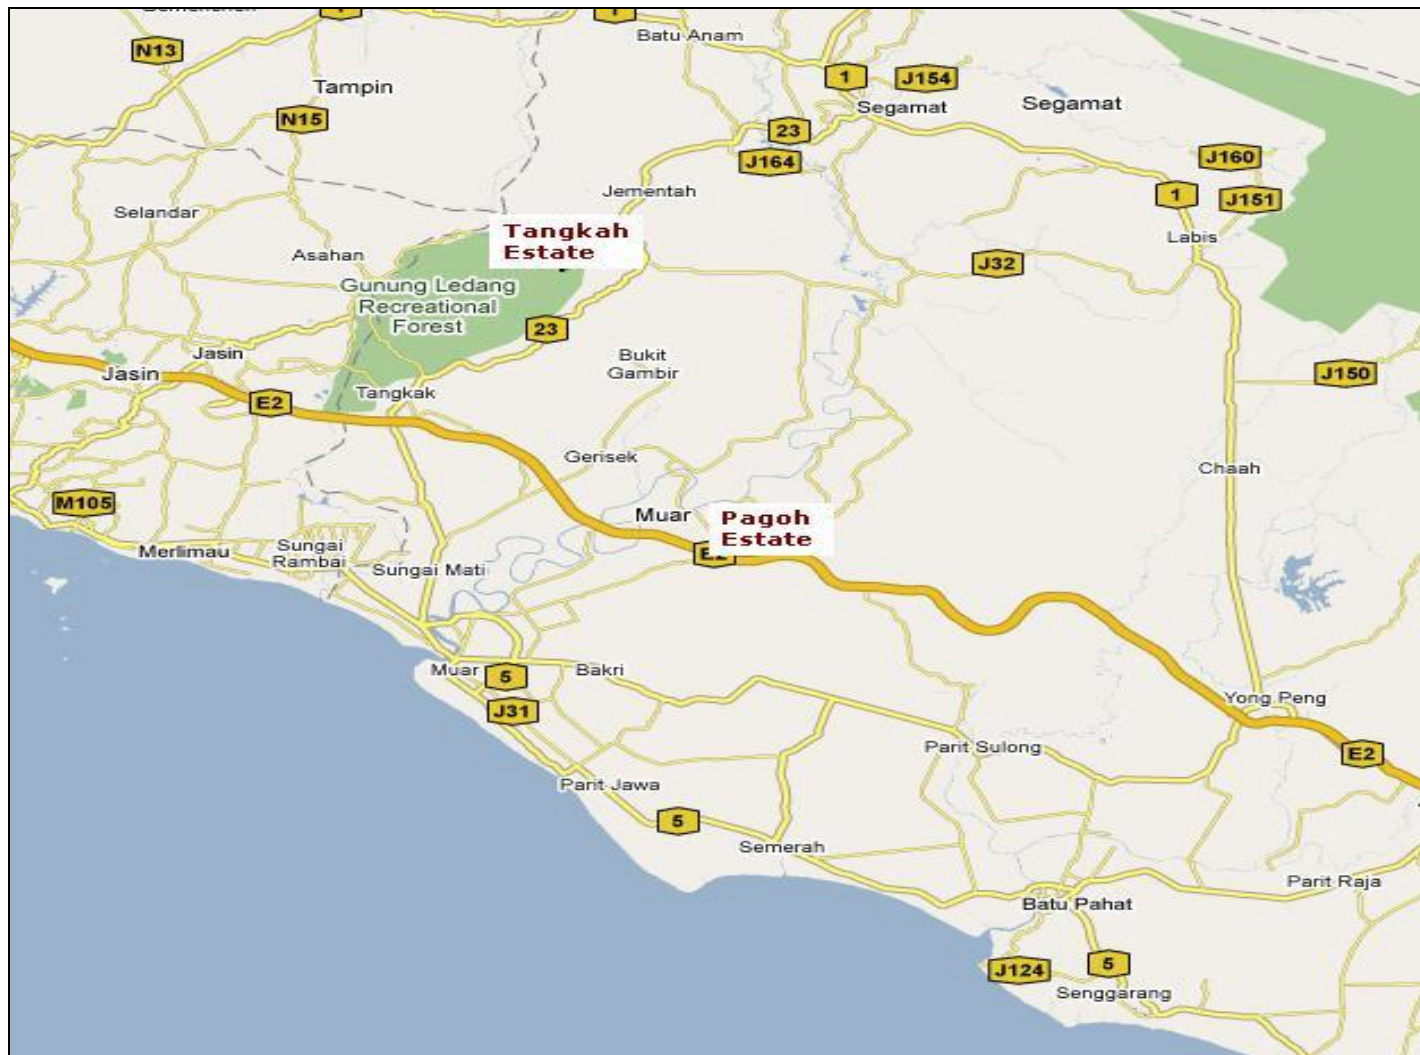 1
1
Batu Anam
N13
1
J154
Tampin
Segamat
Segamat
N15
23
J164
J160
1
J151
Jementah
Selandar
Tangkah
Estate
Labis
Asahan
J32
Gunung Ledang
Recreational
Forest
23
Jasin
Bukit
Gambir
Jasin
J150
Tangkak
E2
Gerisek
Chaah
M105
Muar
Pagoh
Estate
Merlimau
Sungai
Rambai
E2
Sungai Mati
Muar
5
Bakri
J31
Yong Peng
Parit Sulong
E2
Parit Jawa
5
Semerah
Parit Raja
Batu Pahat
J124
5
Senggarang